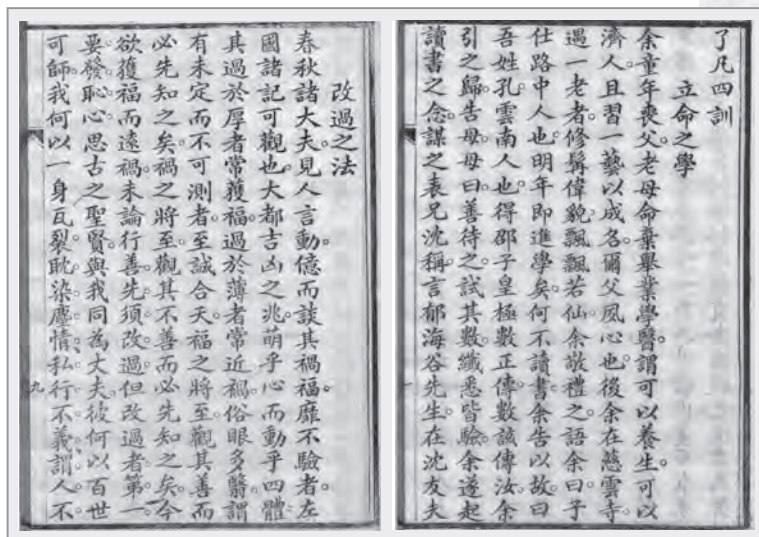 了凡四訓
立命之學
余童年喪父。老母命棄舉業學醫。謂可以養生。可以
濟人。且習一藝以成名。爾父夙心也。後余在慈雲寺。
遇一老者。修髯偉貌。飄飄若仙。余敬禮之。語余曰。子
仕路中人也。明年即進學矣。何不讀書。余告以故。曰
吾姓孔。雲南人也。得邵子皇極數正傳。數該傳汝。余
引之歸。告母。母曰。善待之。試其數。纖悉皆驗。余遂起
讀書之念。謀之表兄沈稱。言郁海谷先生。在沈友夫
一
改過之法
春秋諸大夫。見人言動。億而談其禍福。靡不驗者。左
國諸記可觀也。大都吉凶之兆。萌乎心而動乎四體。
其過於厚者常獲福。過於薄者常近禍。俗眼多翳。謂
有未定而不可測者。至誠合天。福之將至。觀其善而
必先知之矣。禍之將至。觀其不善而必先知之矣。今
欲獲福而遠禍。未論行善。先須改過。但改過者。第一
要發恥心。思古之聖賢。與我同為丈夫。彼何以百世
可師。我何以一身瓦裂。耽染塵情。私行不義。謂人不
九